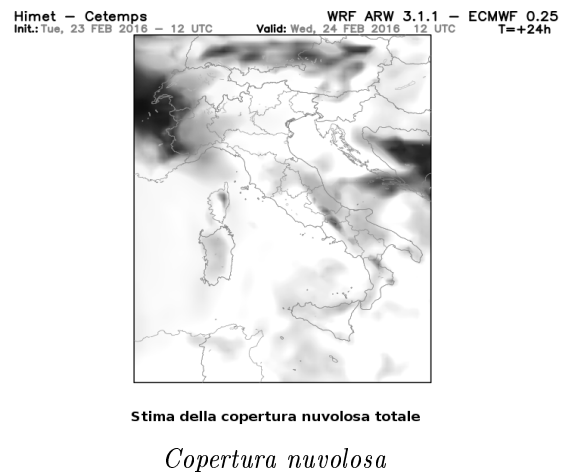 Himet – Cetemps WRF ARW 3.1.1 – ECMWF 0.25
Init.: Tue, 23 FEB 2016 – 12 UTC Valid: Wed, 24 FEB 2016 12 UTC T=+24h
Stima della copertura nuvolosa totale
Copertura nuvolosa